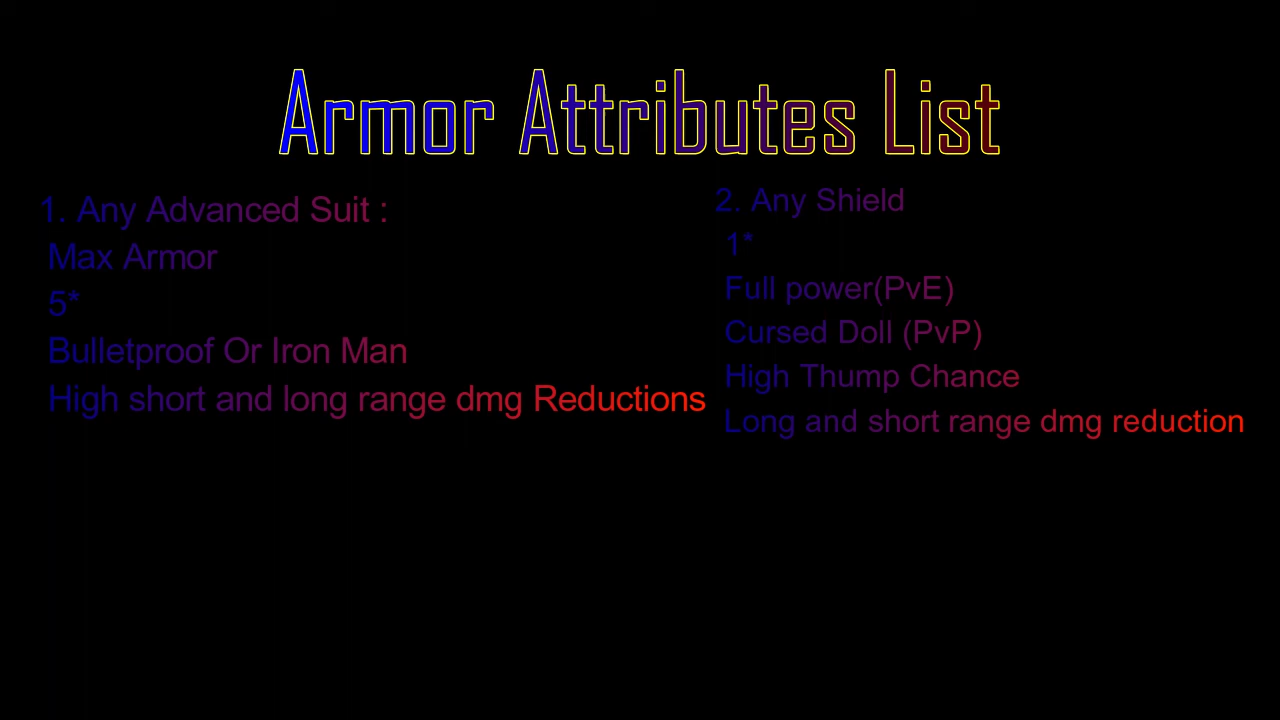 Armor Attributes List
1. Any Advanced Suit :
Max Armor
5*
Bulletproof Or Iron Man
High short and long range dmg Reductions
2. Any Shield
1*
Full power(PvE)
Cursed Doll (PvP)
High Thump Chance
Long and short range dmg reduction